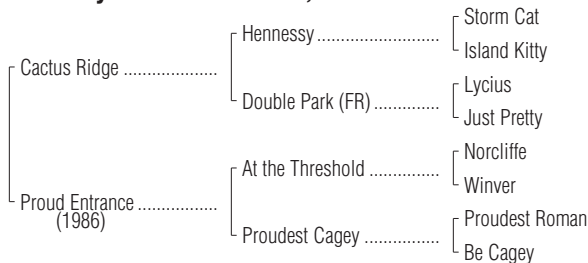 Storm Cat
Hennessy
Island Kitty
Cactus Ridge
Lycius
Double Park (FR)
Just Pretty
Norcliffe
At the Threshold
Winver
Proud Entrance
(1986)
Proudest Roman
Proudest Cagey
Be Cagey